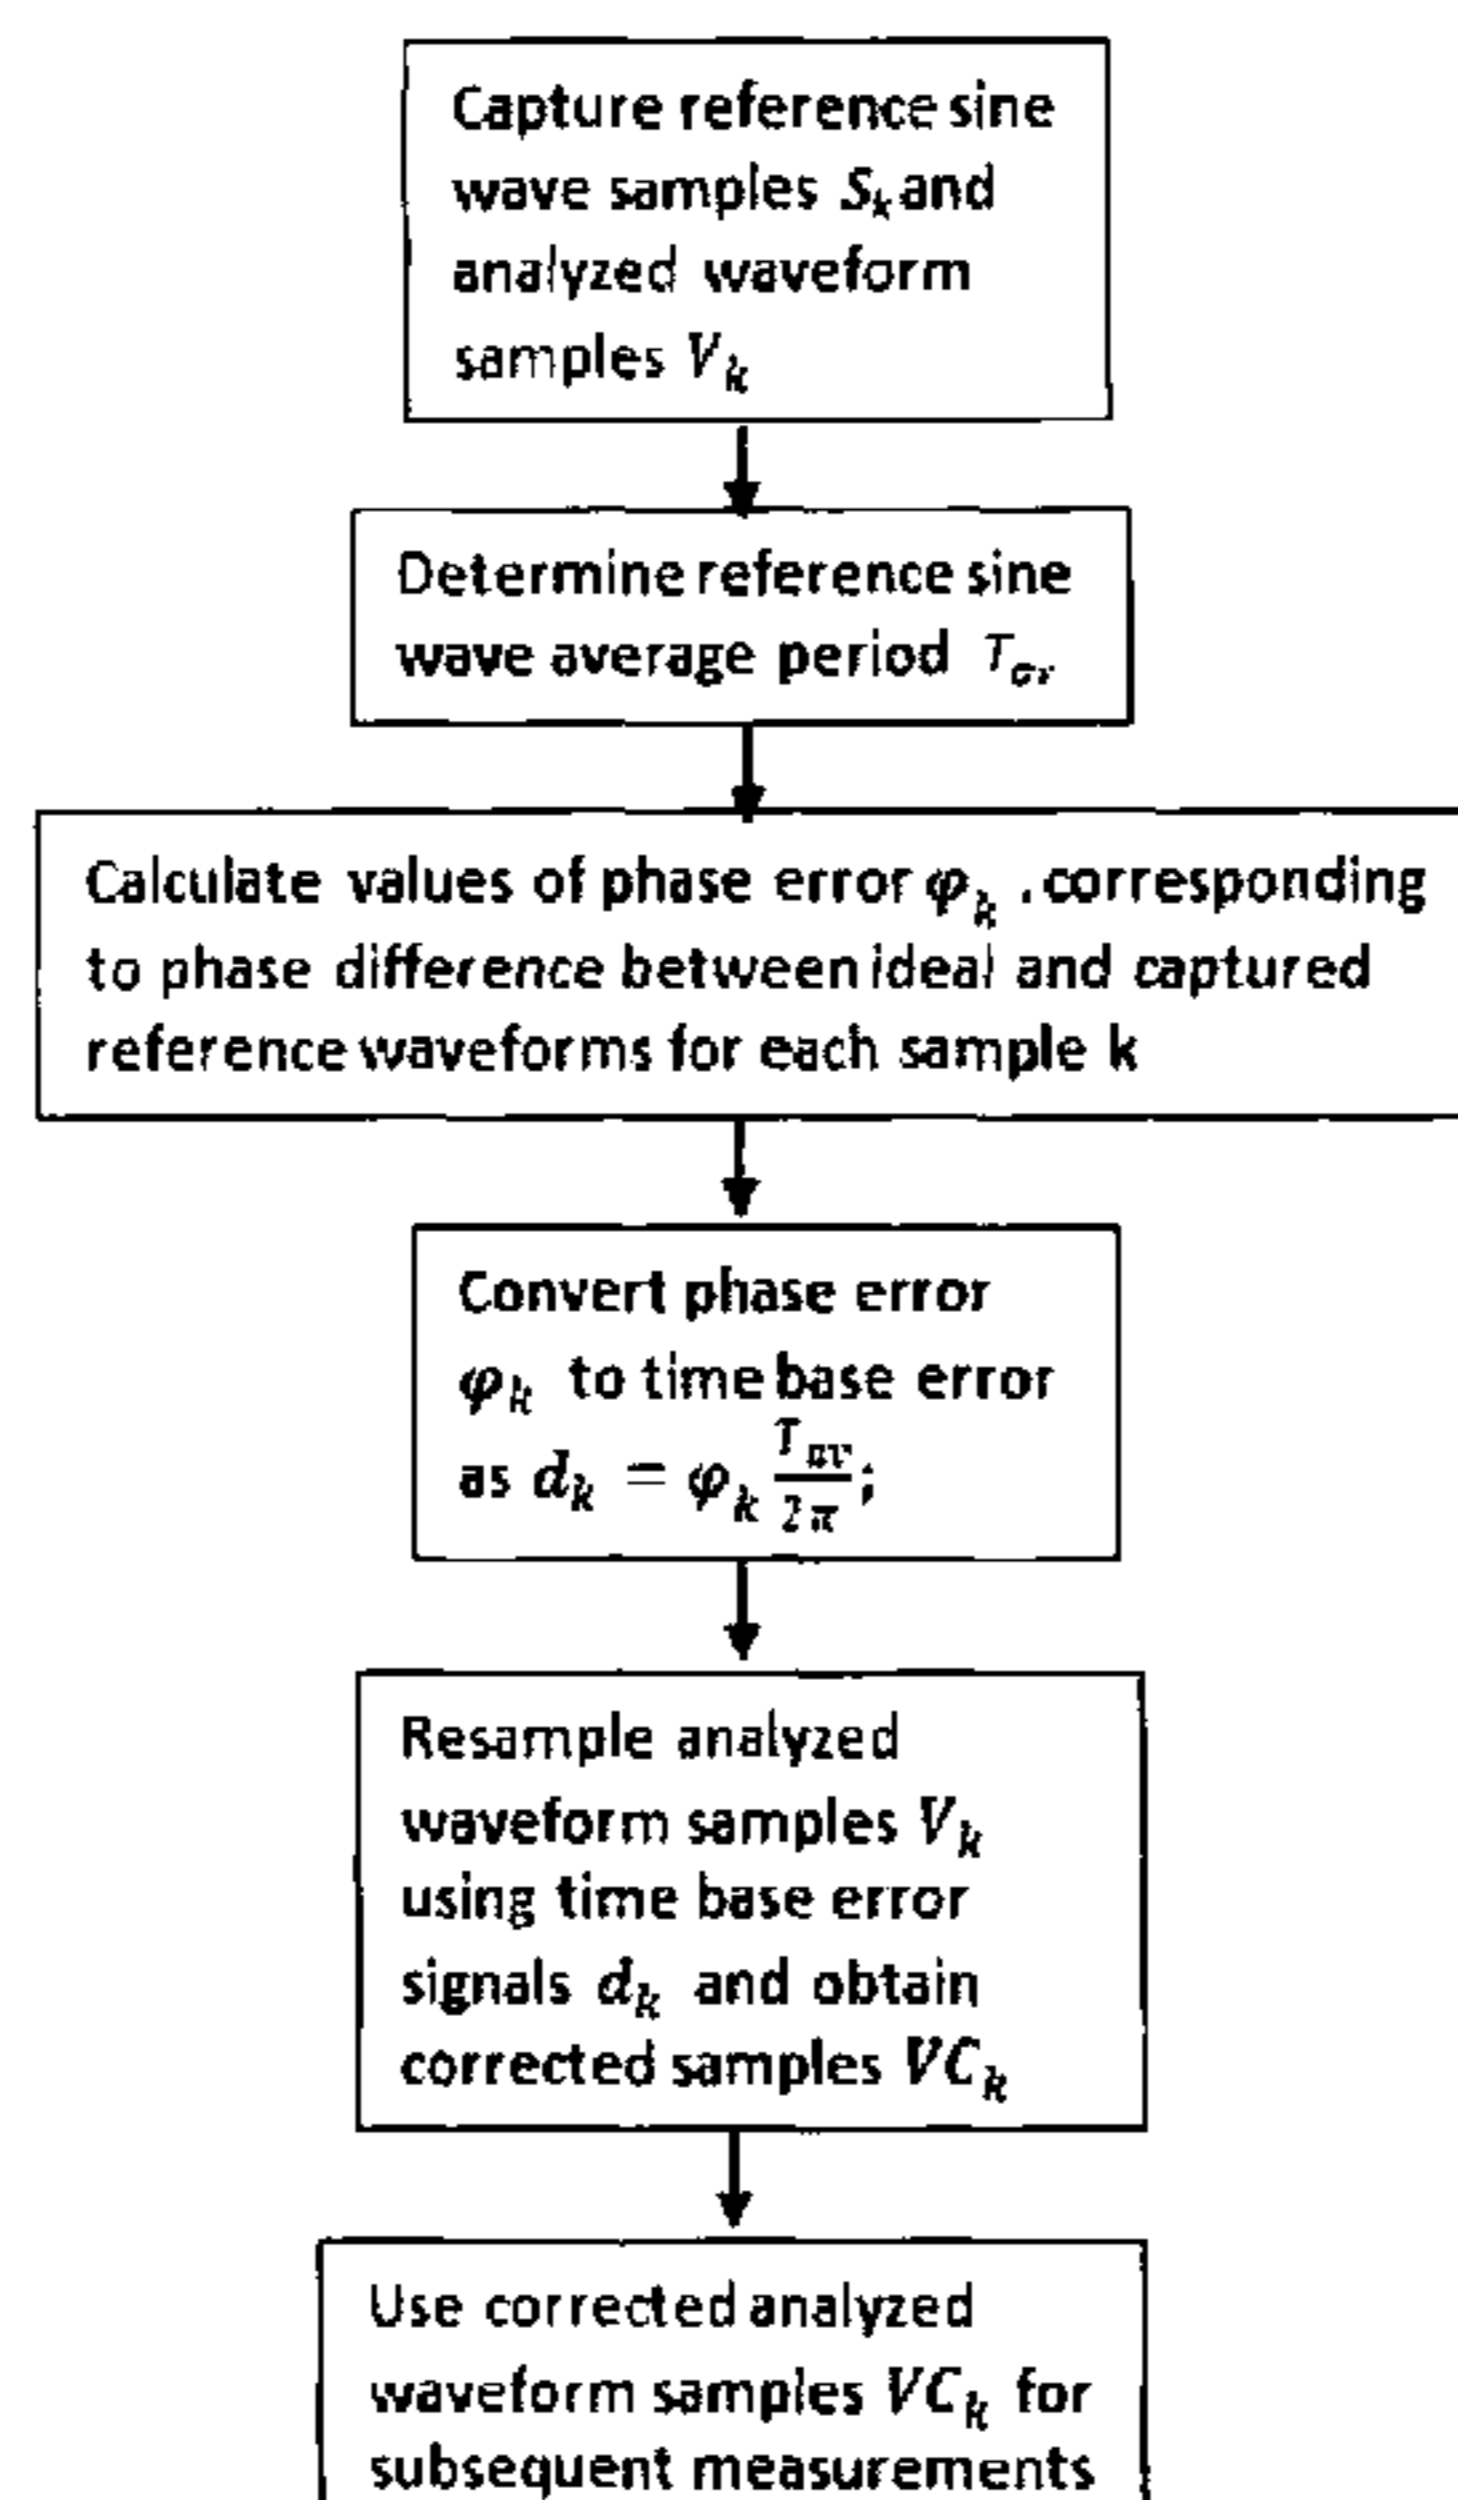 Capture reference sine
wave samples Sₖ and
analyzed waveform
samples Vₖ
Determine reference sine
wave average period Tₐᵥ
Calculate values of phase error φₖ , corresponding
to phase difference between ideal and captured
reference waveforms for each sample k
Convert phase error
φₖ to time base error
as dₖ = φₖ Tₐᵥ/2π;
Resample analyzed
waveform samples Vₖ
using time base error
signals dₖ and obtain
corrected samples VCₖ
Use corrected analyzed
waveform samples VCₖ for
subsequent measurements